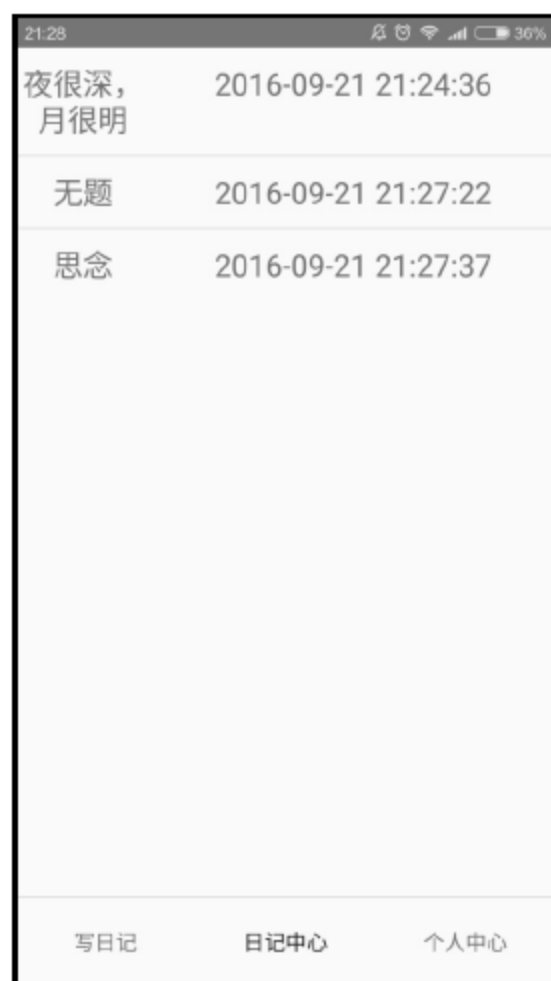 21:28 36%
夜很深， 2016-09-21 21:24:36
月很明
无题 2016-09-21 21:27:22
思念 2016-09-21 21:27:37
写日记 日记中心 个人中心